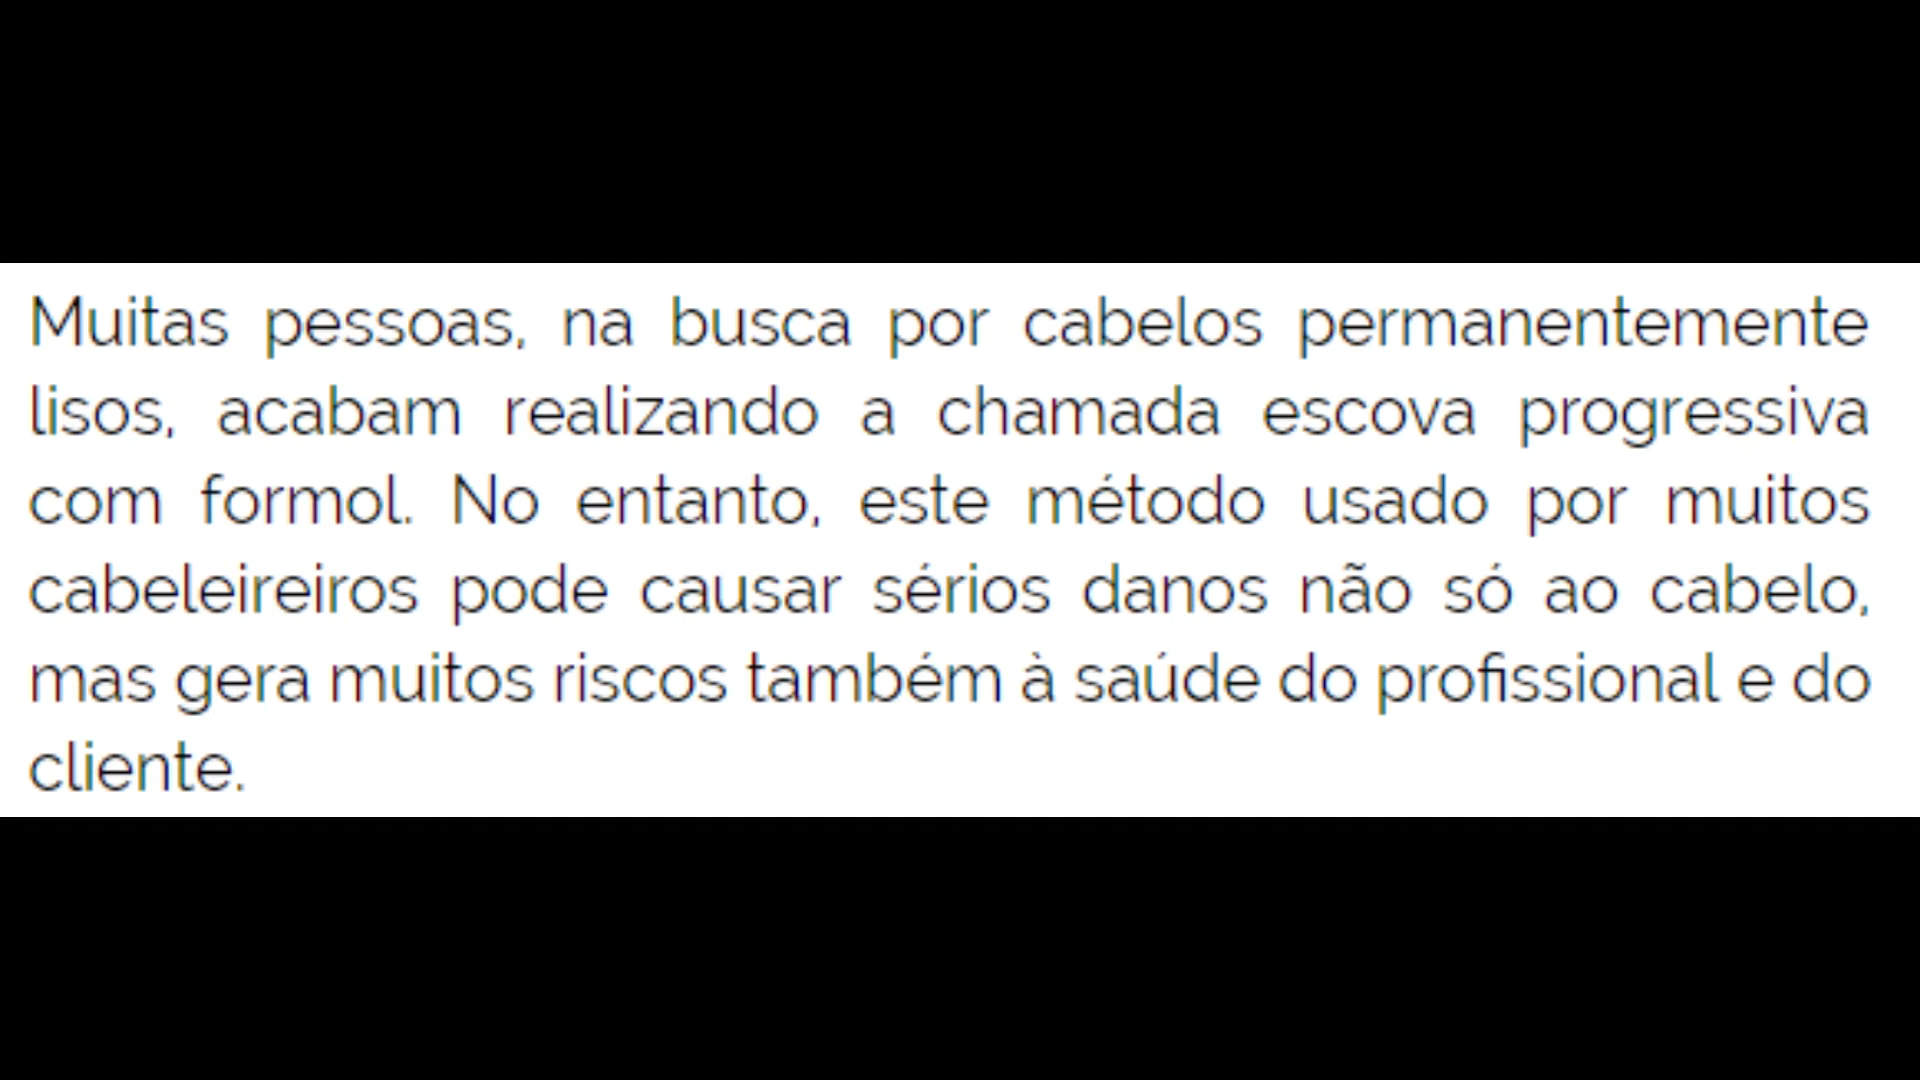 Muitas pessoas, na busca por cabelos permanentemente
lisos, acabam realizando a chamada escova progressiva
com formol. No entanto, este método usado por muitos
cabeleireiros pode causar sérios danos não só ao cabelo,
mas gera muitos riscos também à saúde do profissional e do
cliente.